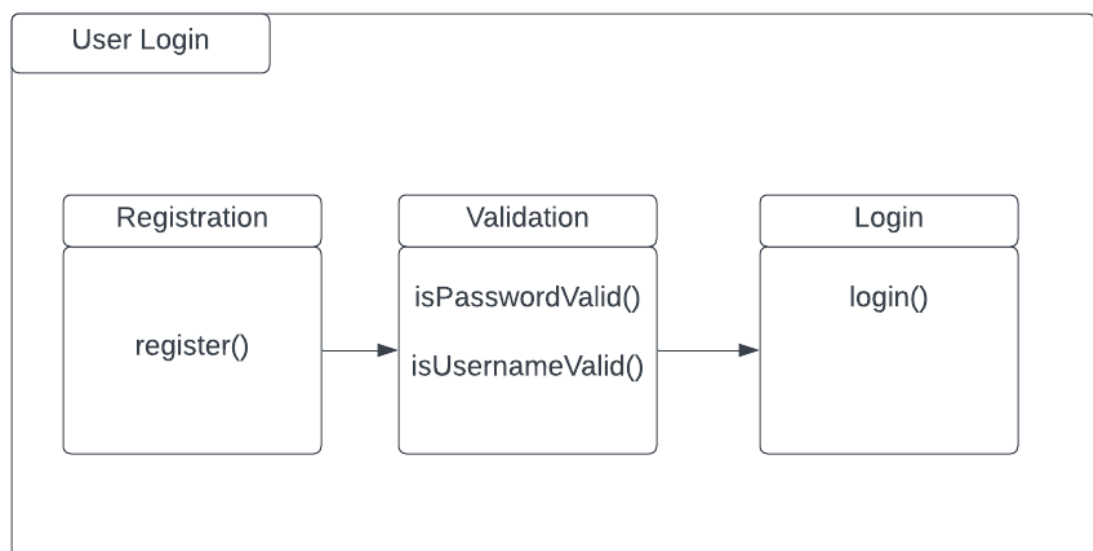 User Login
Registration
register()
Validation
isPasswordValid()
isUsernameValid()
Login
login()